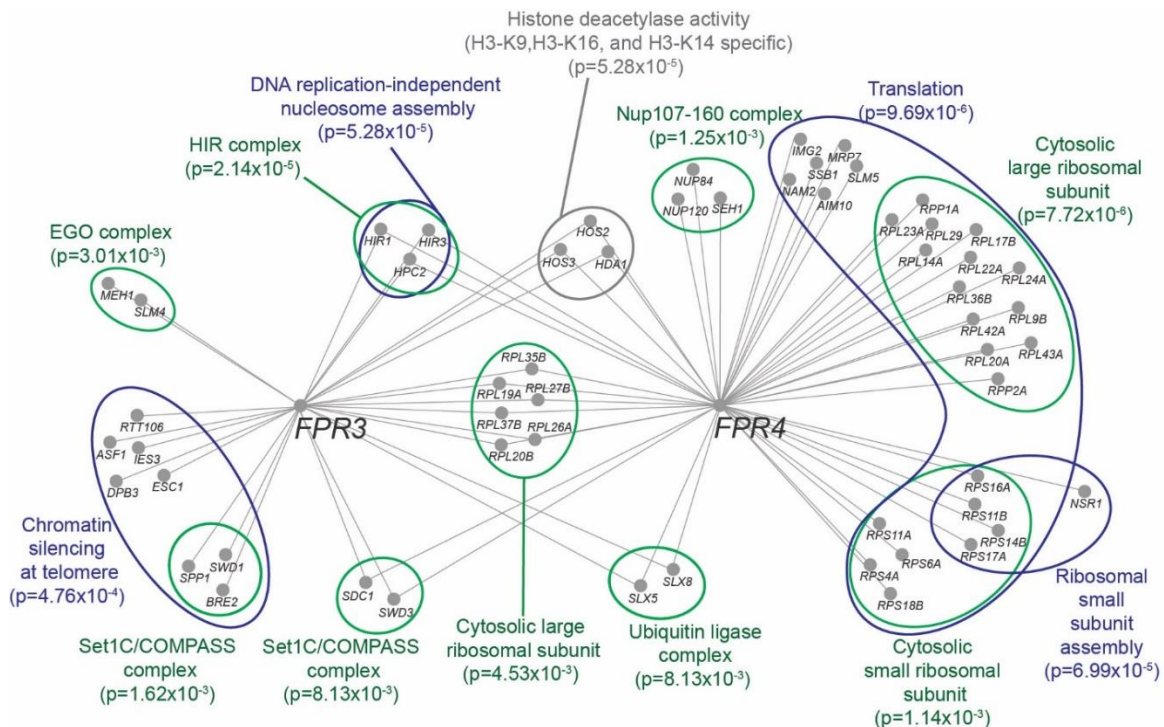 Histone deacetylase activity
(H3-K9,H3-K16, and H3-K14 specific)
(p=5.28x10⁻⁵)
DNA replication-independent
nucleosome assembly
(p=5.28x10⁻⁵)
HIR complex
(p=2.14x10⁻⁵)
EGO complex
(p=3.01x10⁻³)
Nup107-160 complex
(p=1.25x10⁻³)
Translation
(p=9.69x10⁻⁶)
Cytosolic
large ribosomal
subunit
(p=7.72x10⁻⁶)
MEH1
SLM4
HIR1
HIR3
HPC2
HOS2
HOS3
HDA1
NUP84
NUP120
SEH1
IMG2
MRP7
SSB1
SLM5
NAM2
AIM10
RPP1A
RPL23A
RPL29
RPL17B
RPL14A
RPL22A
RPL24A
RPL36B
RPL9B
RPL42A
RPL43A
RPL20A
RPP2A
RPL35B
RPL19A
RPL27B
RPL37B
RPL26A
RPL20B
FPR3
FPR4
RTT106
ASF1
IES3
DPB3
ESC1
SWD1
SPP1
BRE2
SDC1
SWD3
SLX8
SLX5
RPS16A
NSR1
RPS11B
RPS11A
RPS14B
RPS17A
RPS6A
RPS4A
RPS18B
Chromatin
silencing
at telomere
(p=4.76x10⁻⁴)
Set1C/COMPASS
complex
(p=1.62x10⁻³)
Set1C/COMPASS
complex
(p=8.13x10⁻³)
Cytosolic large
ribosomal subunit
(p=4.53x10⁻³)
Ubiquitin ligase
complex
(p=8.13x10⁻³)
Cytosolic
small ribosomal
subunit
(p=1.14x10⁻³)
Ribosomal
small
subunit
assembly
(p=6.99x10⁻⁵)